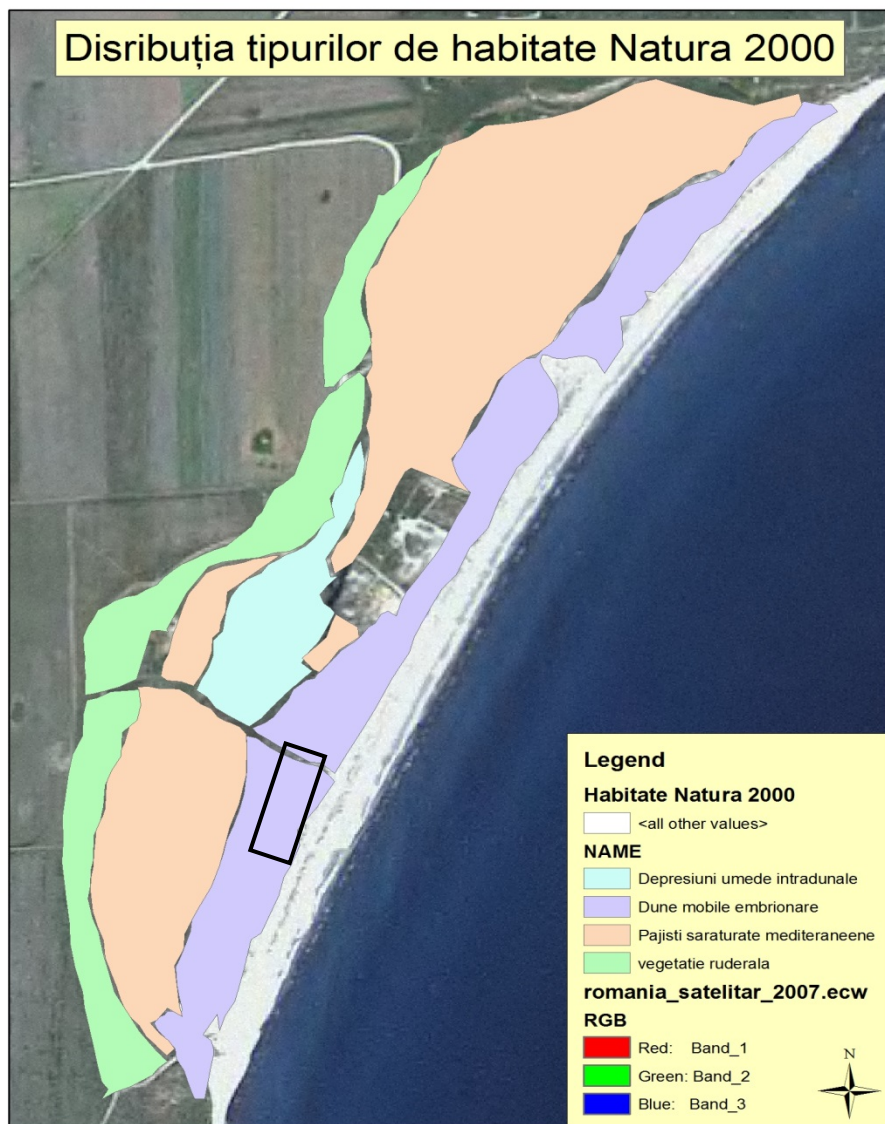 Disribuția tipurilor de habitate Natura 2000
Legend
Habitate Natura 2000
<all other values>
NAME
Depresiuni umede intradunale
Dune mobile embrionare
Pajisti saraturate mediteraneene
vegetatie ruderala
romania_satelitar_2007.ecw
RGB
Red: Band_1
Green: Band_2
Blue: Band_3
N